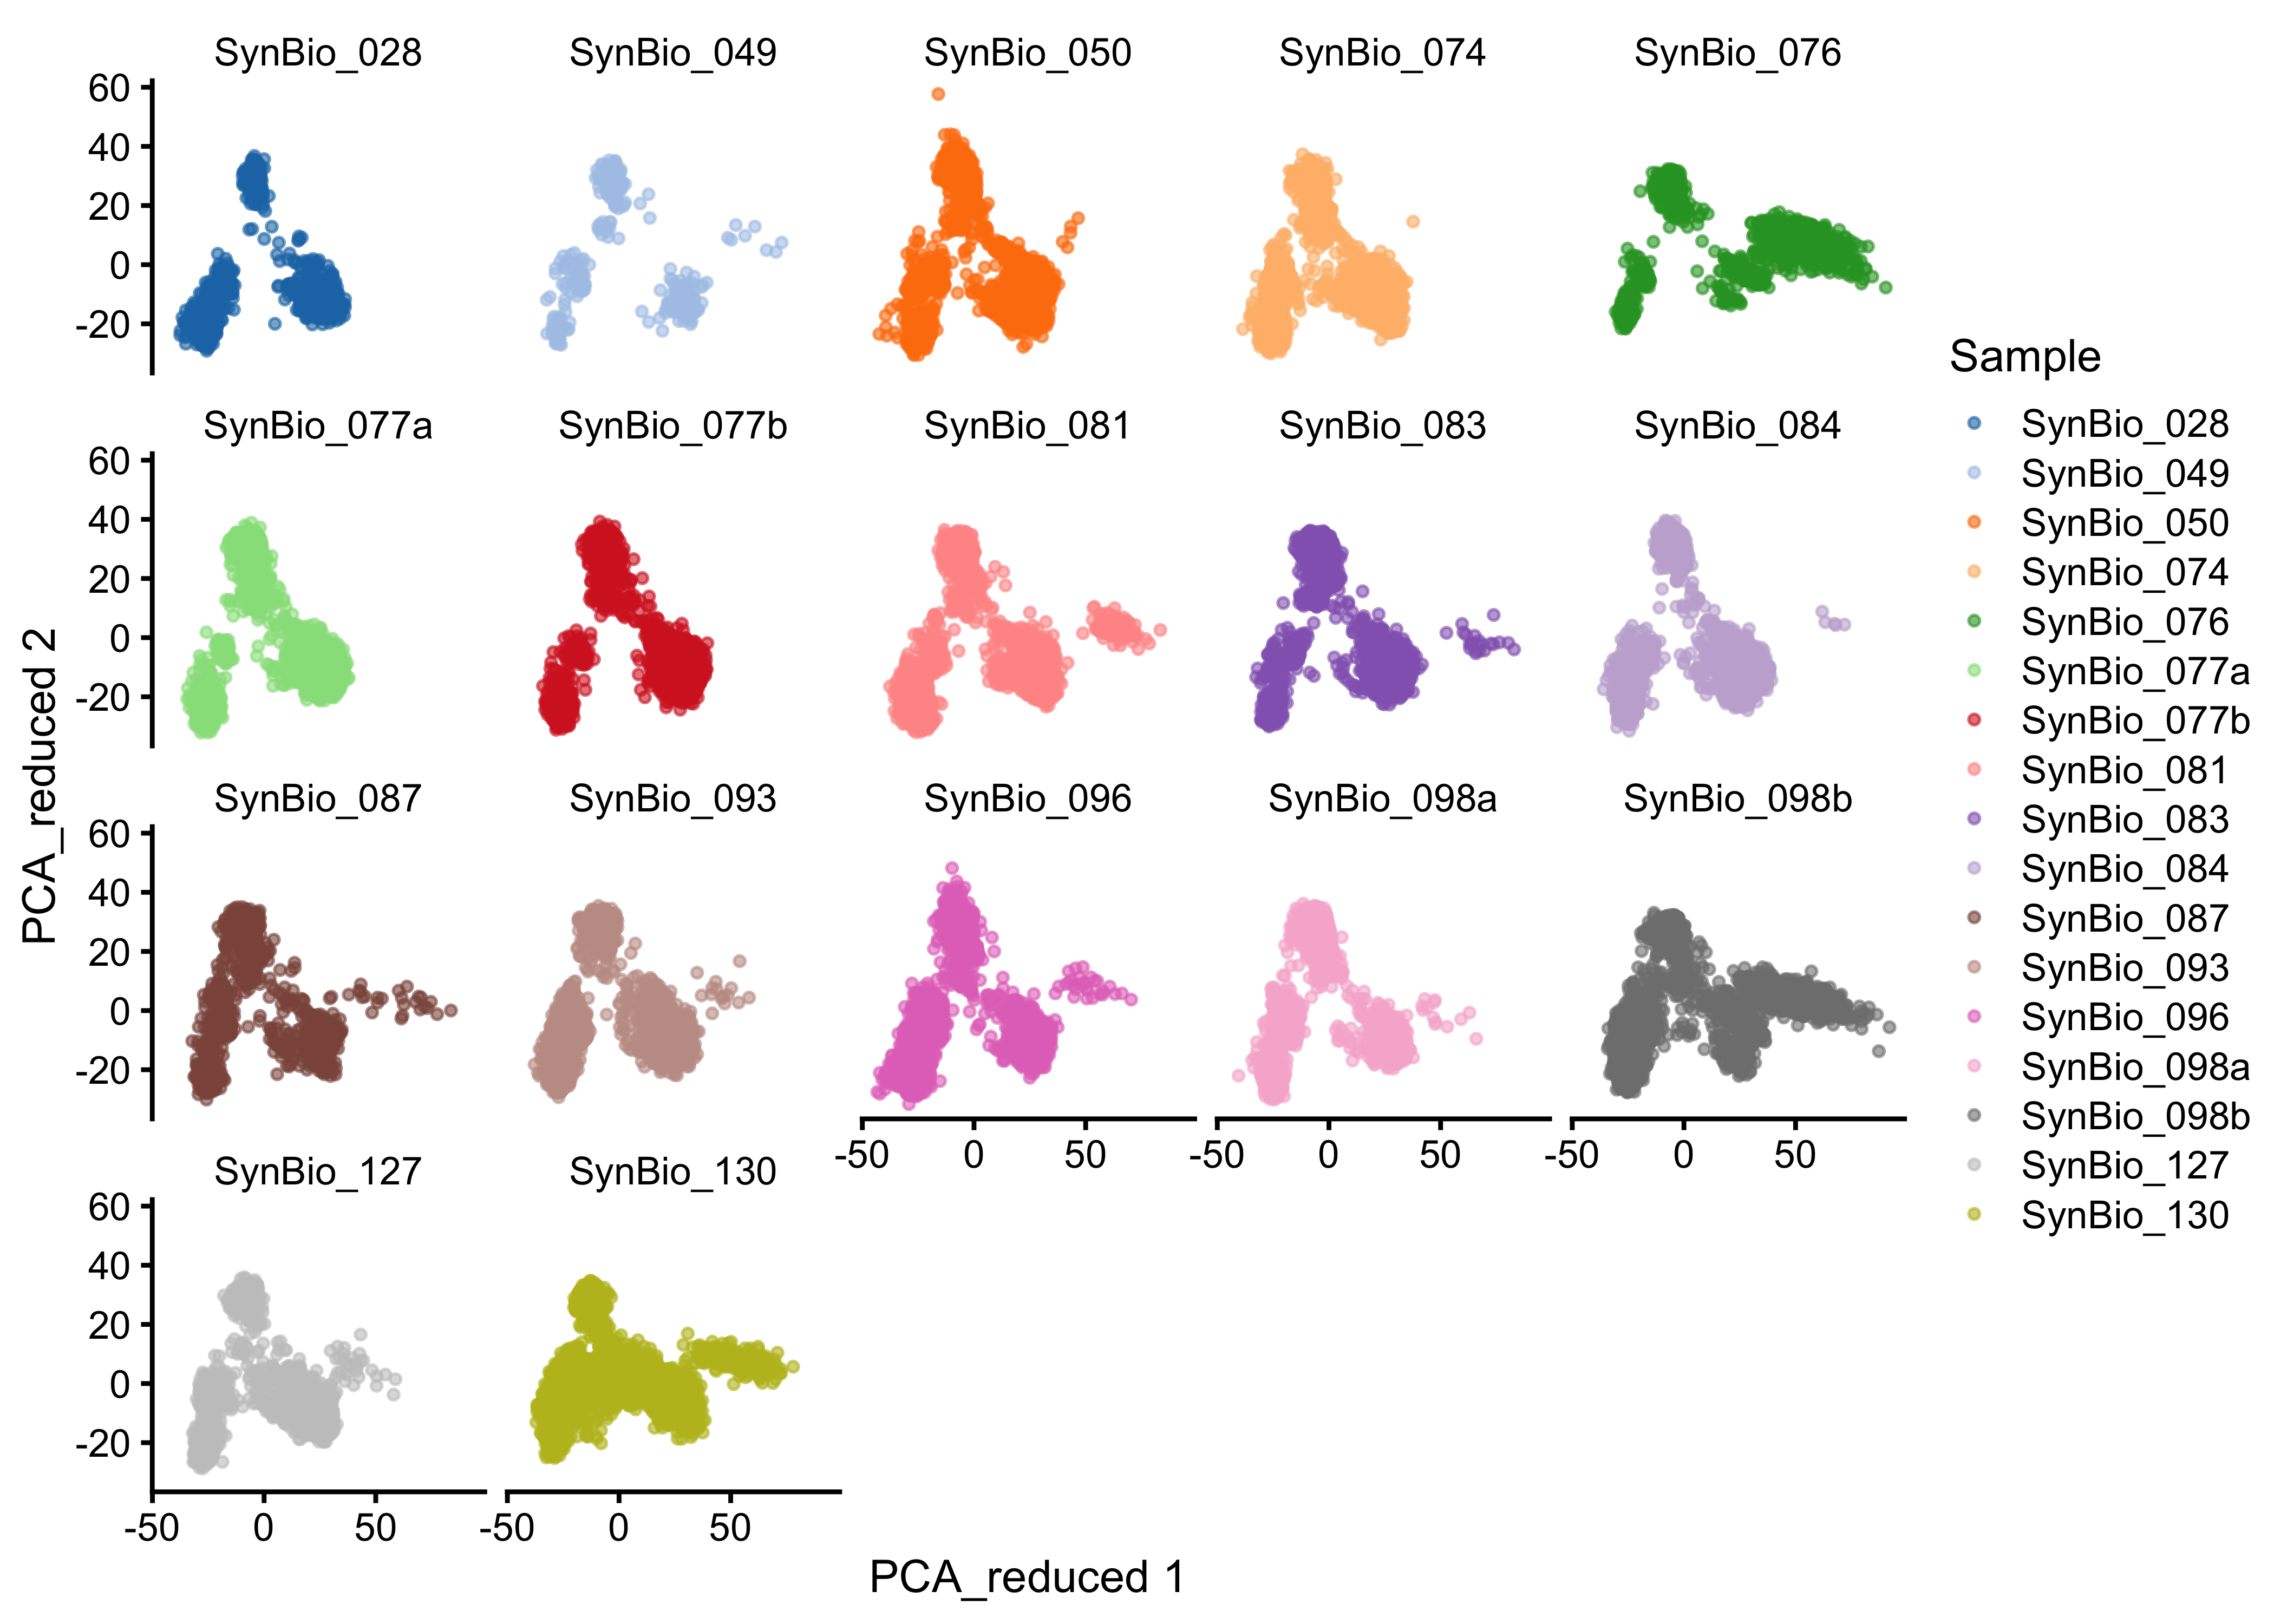 SynBio_028 SynBio_049 SynBio_050 SynBio_074 SynBio_076
60
40
20
0
-20
SynBio_077a SynBio_077b SynBio_081 SynBio_083 SynBio_084
60
40
20
0
-20
SynBio_087 SynBio_093 SynBio_096 SynBio_098a SynBio_098b
60
40
20
0
-20
-50 0 50 -50 0 50 -50 0 50
SynBio_127 SynBio_130
60
40
20
0
-20
-50 0 50 -50 0 50
PCA_reduced 1
PCA_reduced 2
Sample
SynBio_028
SynBio_049
SynBio_050
SynBio_074
SynBio_076
SynBio_077a
SynBio_077b
SynBio_081
SynBio_083
SynBio_084
SynBio_087
SynBio_093
SynBio_096
SynBio_098a
SynBio_098b
SynBio_127
SynBio_130